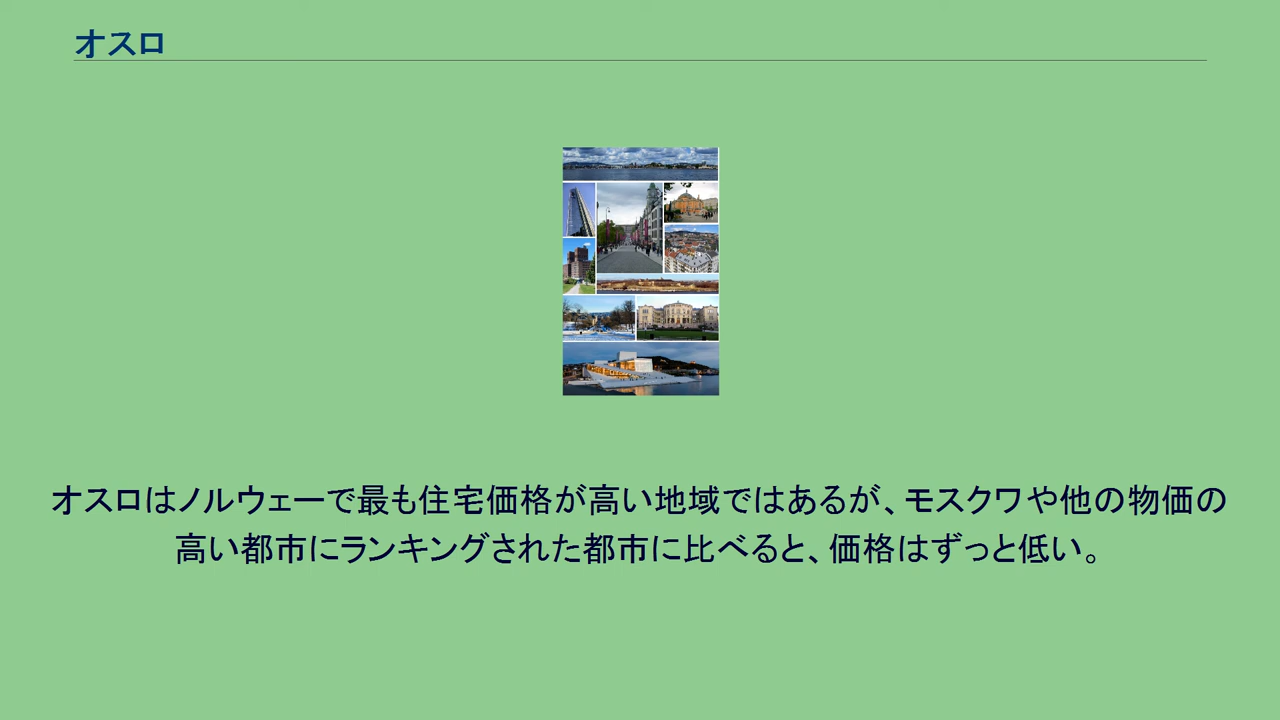 オスロ
オスロはノルウェーで最も住宅価格が高い地域ではあるが、モスクワや他の物価の
高い都市にランキングされた都市に比べると、価格はずっと低い。